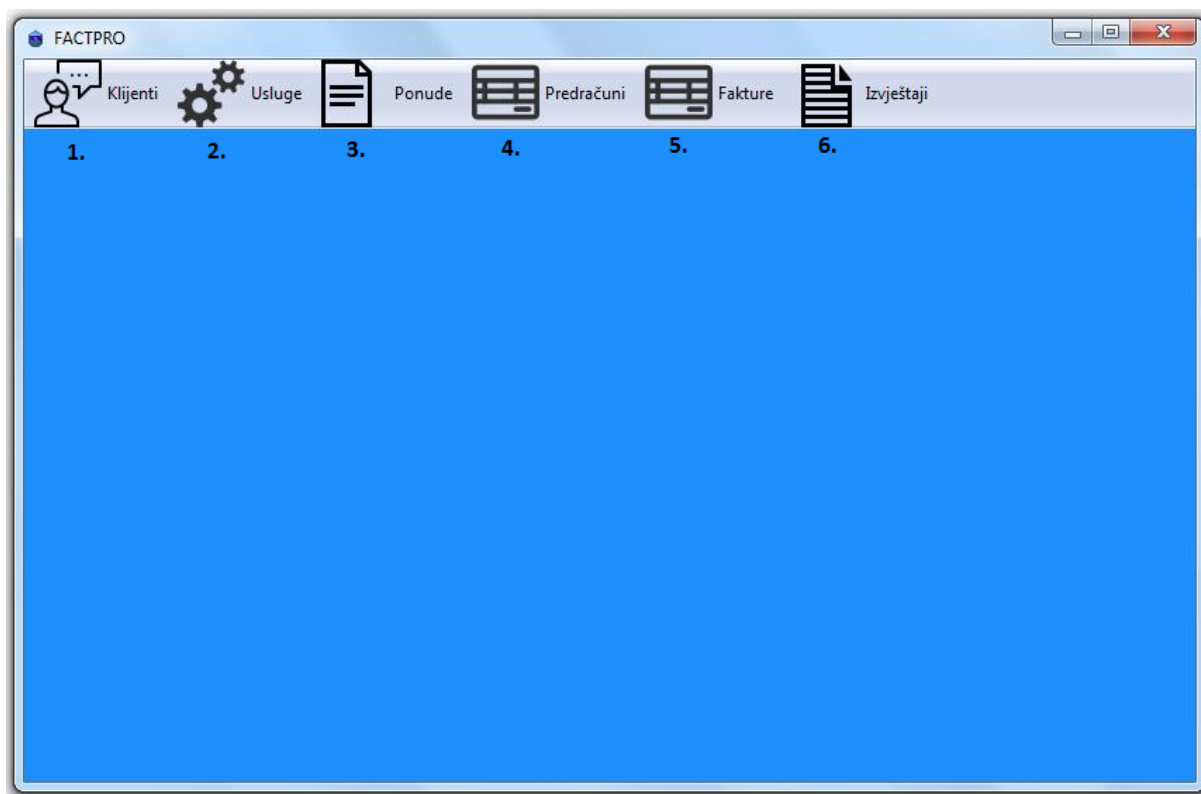 FACTPRO
Klijenti Usluge Ponude Predračuni Fakture Izvještaji
1. 2. 3. 4. 5. 6.